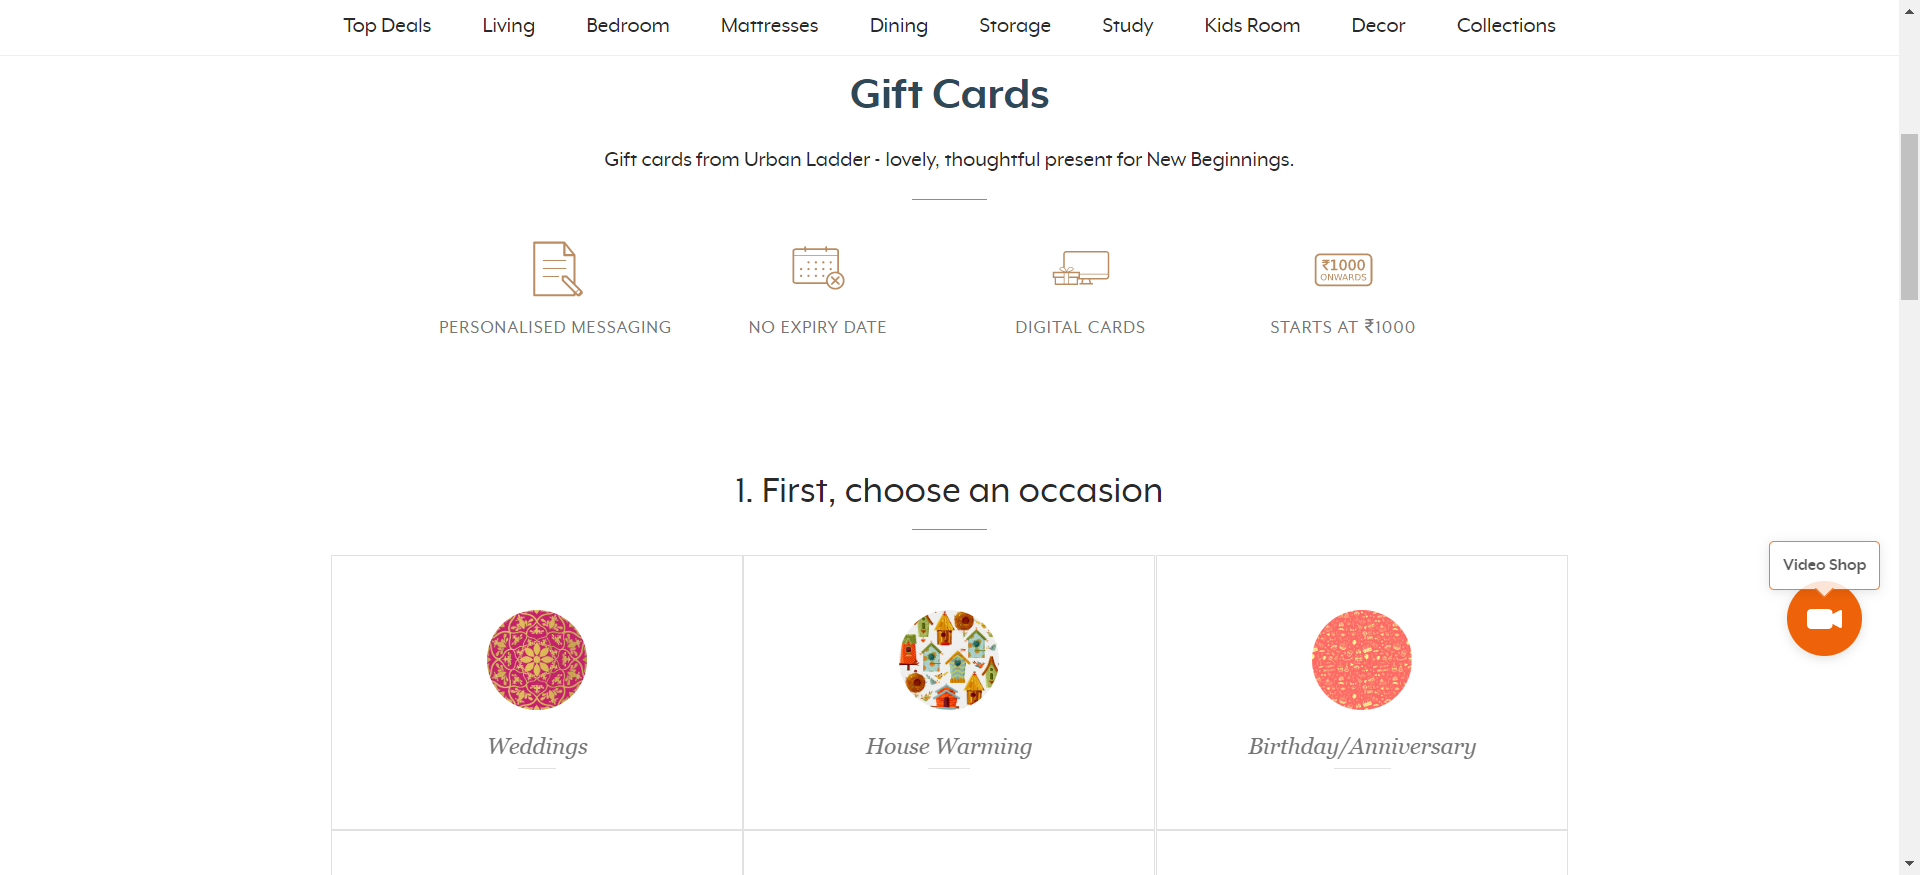 Top Deals Living Bedroom Mattresses Dining Storage Study Kids Room Decor Collections
Gift Cards
Gift cards from Urban Ladder - lovely, thoughtful present for New Beginnings.
₹1000
ONWARDS
PERSONALISED MESSAGING NO EXPIRY DATE DIGITAL CARDS STARTS AT ₹1000
1. First, choose an occasion
Video Shop
Weddings House Warming Birthday/Anniversary